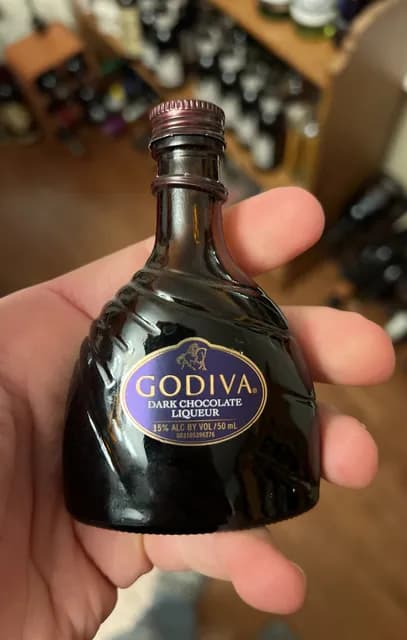 GODIVA®
DARK CHOCOLATE
LIQUEUR
15% ALC BY VOL/50 mL